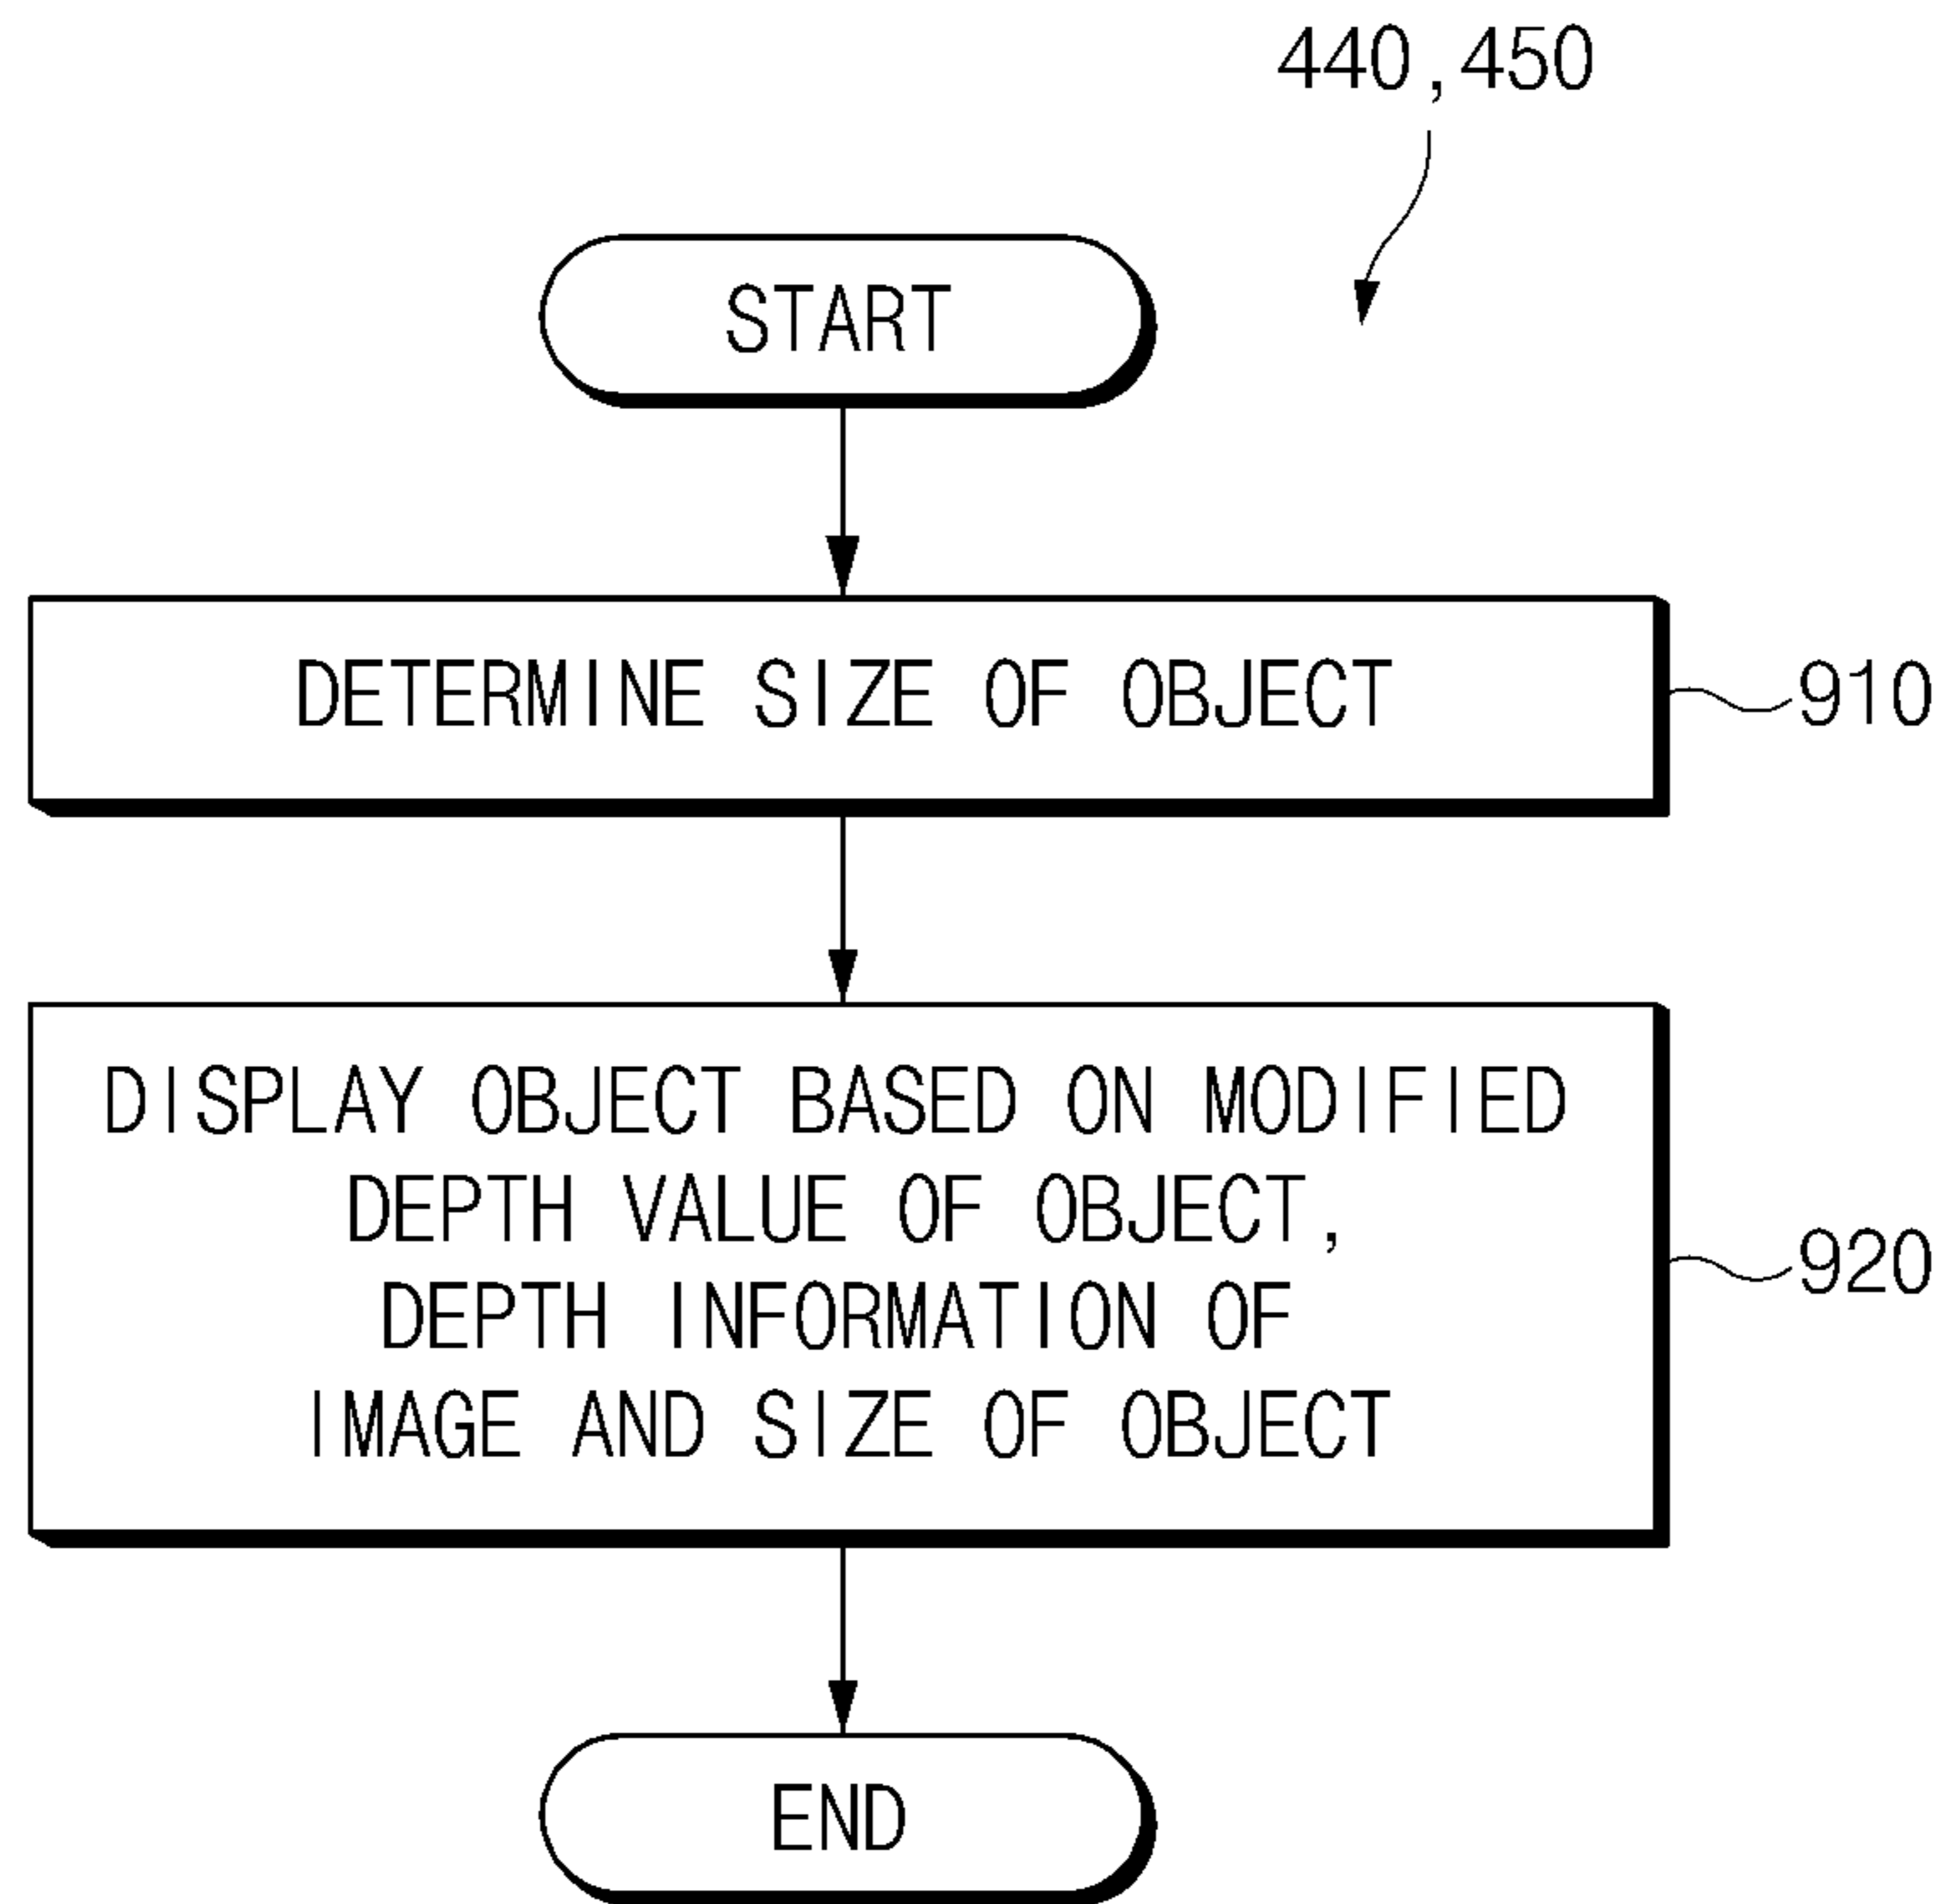 440,450
START
DETERMINE SIZE OF OBJECT
910
DISPLAY OBJECT BASED ON MODIFIED
DEPTH VALUE OF OBJECT,
DEPTH INFORMATION OF
IMAGE AND SIZE OF OBJECT
920
END